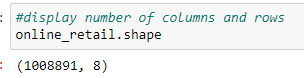 #display number of columns and rows
online_retail.shape
(1008891, 8)